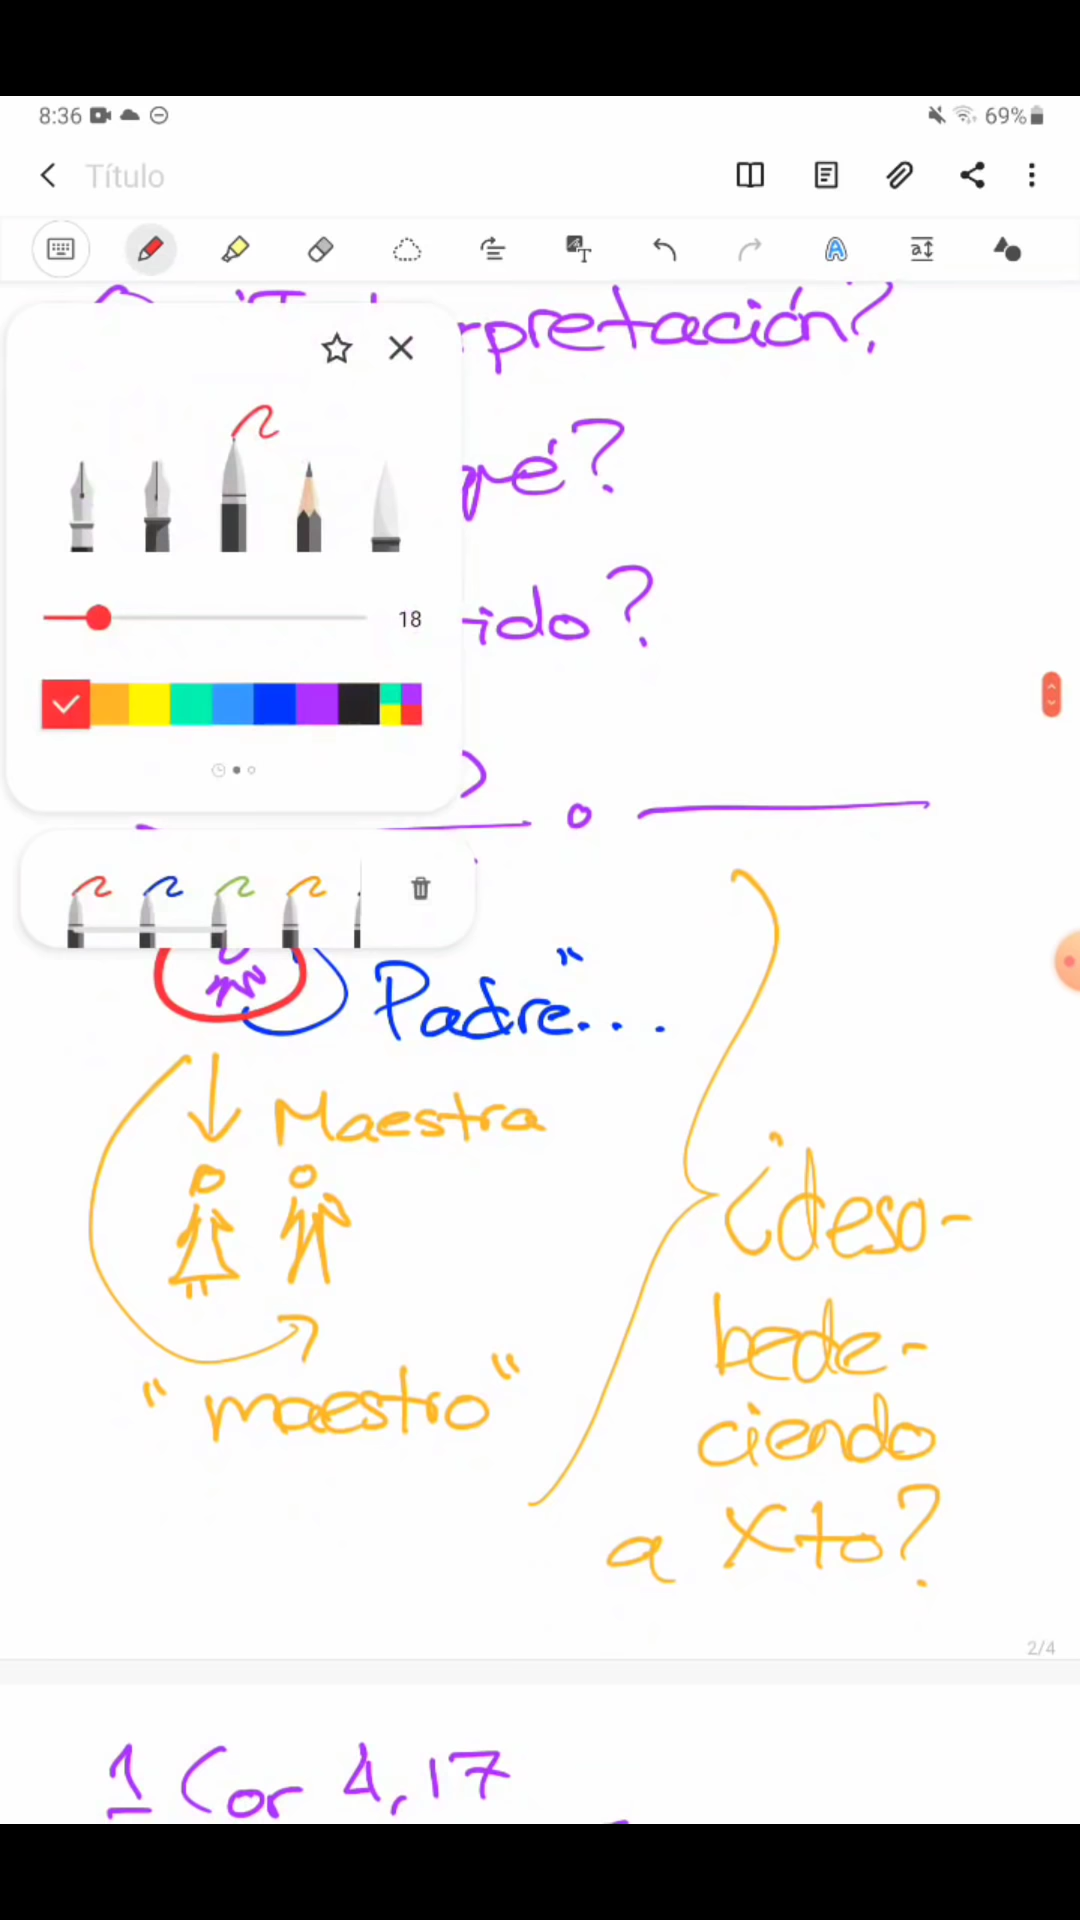 8:36
69%
Título
rpretación?
qué?
ido?
18
Padre"...
Maestra
"maestro"
¿deso-
bede-
ciendo
a Xto?
2/4
1 Cor 4,17